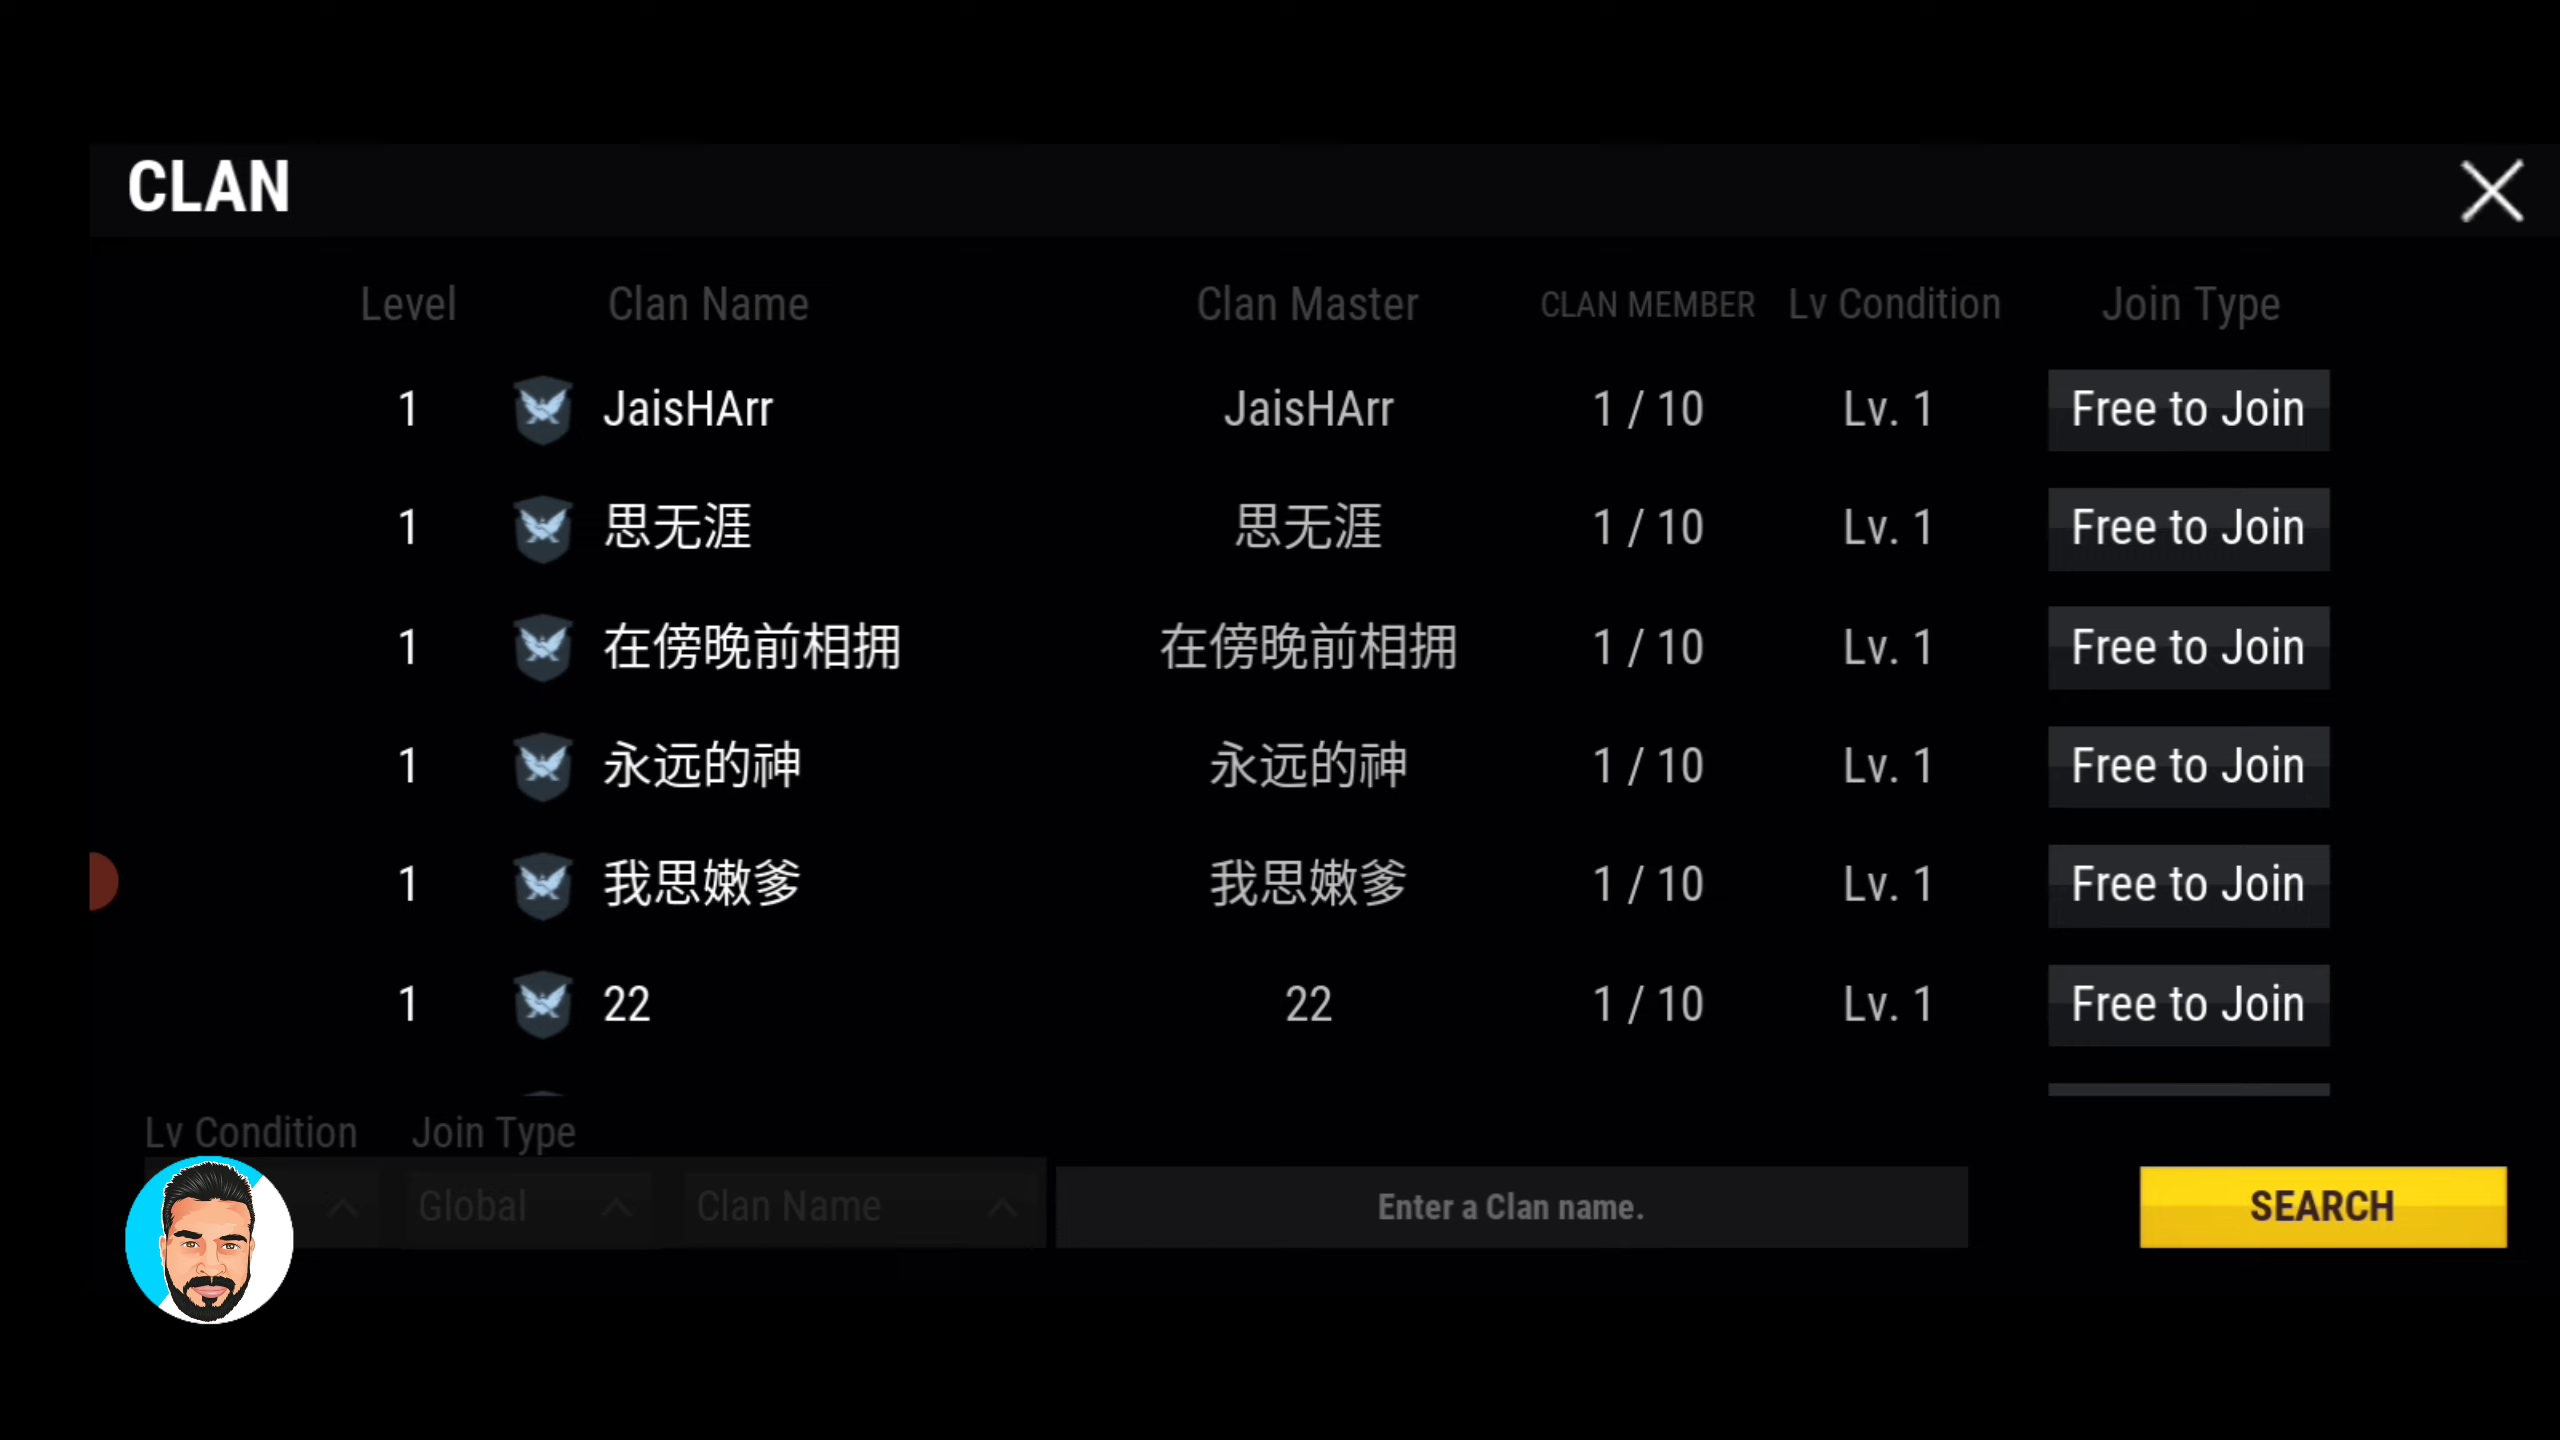 CLAN
Level Clan Name Clan Master CLAN MEMBER Lv Condition Join Type
1 JaisHArr JaisHArr 1 / 10 Lv. 1 Free to Join
1 思无涯 思无涯 1 / 10 Lv. 1 Free to Join
1 在傍晚前相拥 在傍晚前相拥 1 / 10 Lv. 1 Free to Join
1 永远的神 永远的神 1 / 10 Lv. 1 Free to Join
1 我思嫩爹 我思嫩爹 1 / 10 Lv. 1 Free to Join
1 22 22 1 / 10 Lv. 1 Free to Join
Lv Condition Join Type
Global Clan Name Enter a Clan name. SEARCH